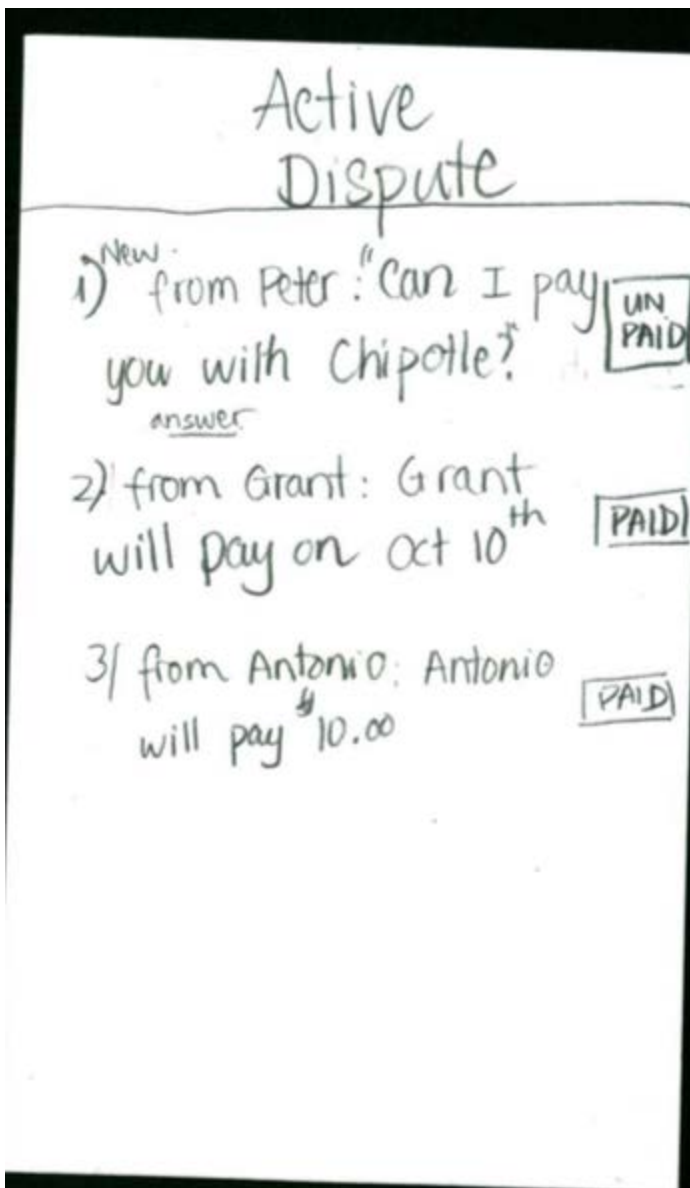 Active
Dispute
1) New. from Peter: "Can I pay
you with Chipotle?"
answer
UN
PAID
2) from Grant: Grant
will pay on Oct 10th
PAID
3) from Antonio: Antonio
will pay $10.00
PAID